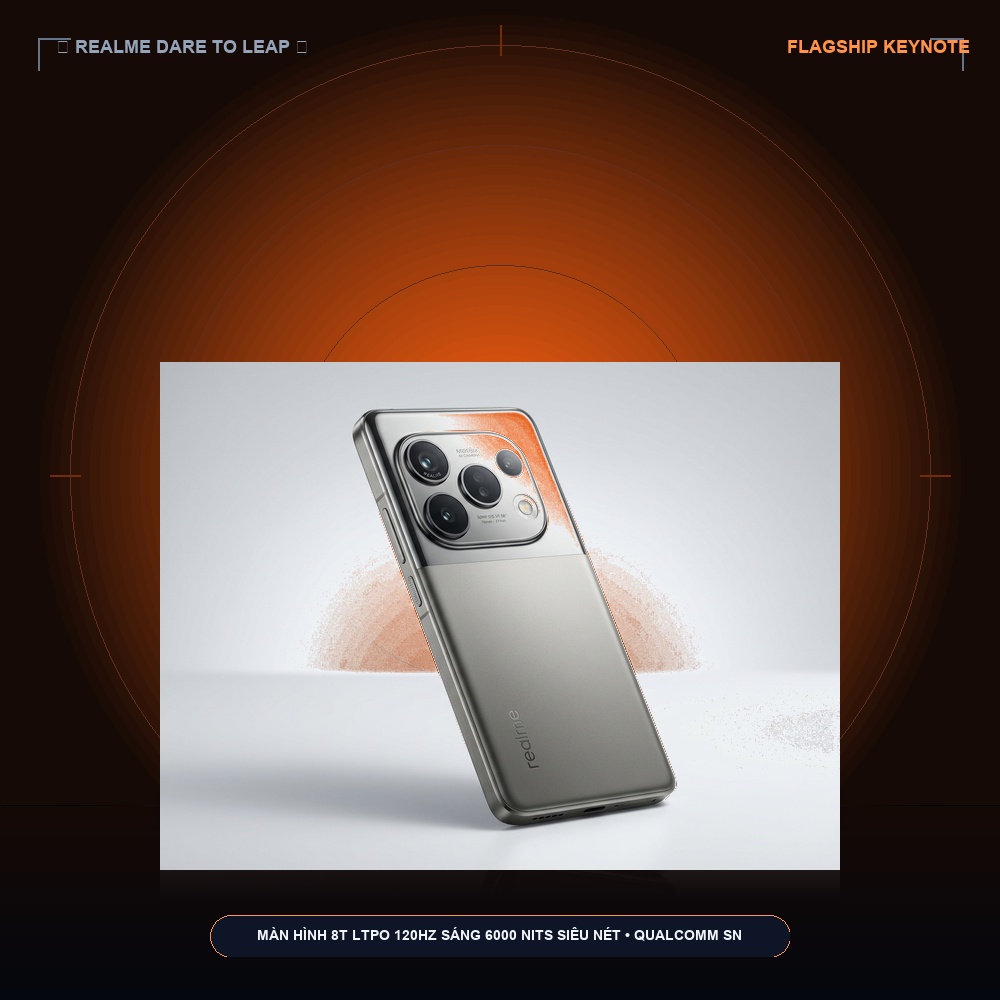 REALME DARE TO LEAP
FLAGSHIP KEYNOTE
realme
MÀN HÌNH 8T LTPO 120HZ SÁNG 6000 NITS SIÊU NÉT • QUALCOMM SN